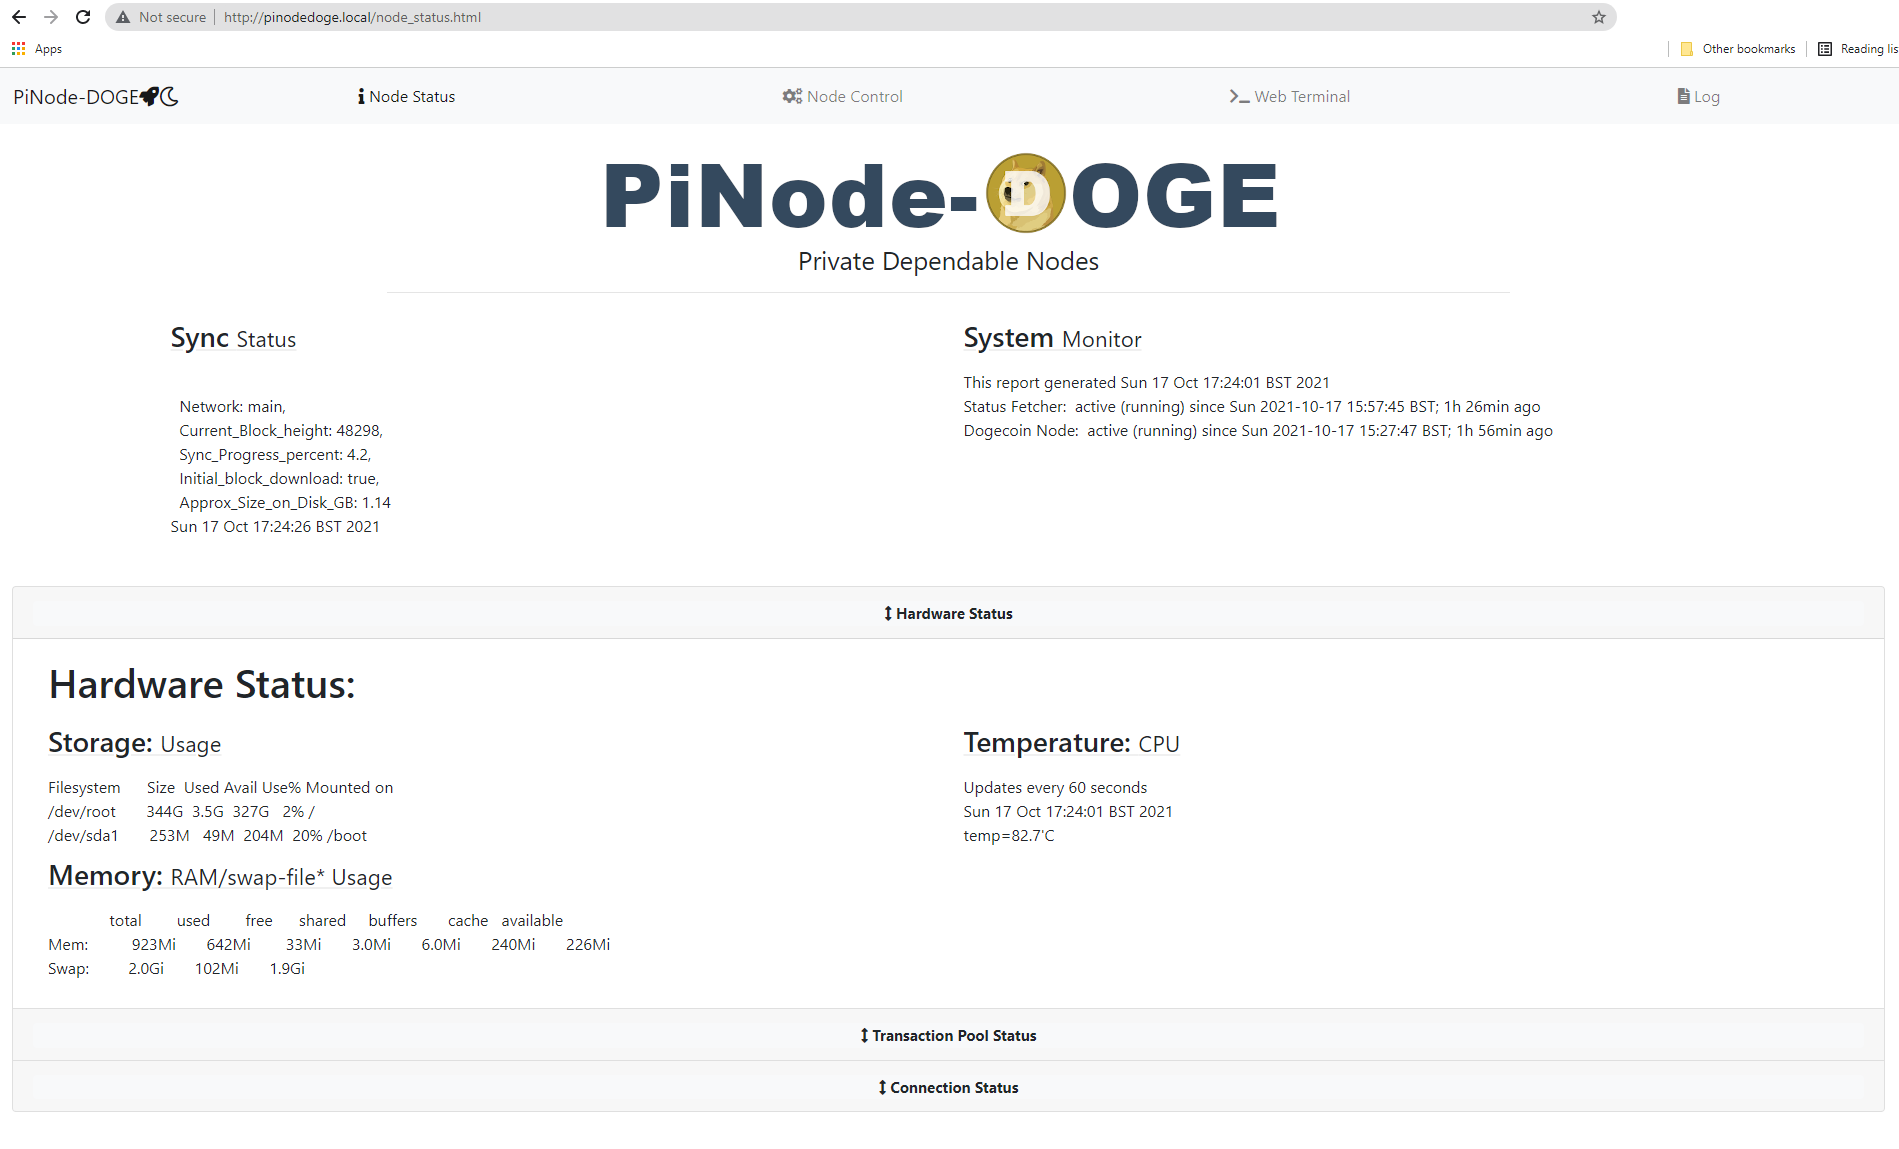 Not secure | http://pinodedoge.local/node_status.html
Apps
Other bookmarks
Reading lis
PiNode-DOGE
Node Status
Node Control
Web Terminal
Log
PiNode-DOGE
Private Dependable Nodes
Sync Status
Network: main,
Current_Block_height: 48298,
Sync_Progress_percent: 4.2,
Initial_block_download: true,
Approx_Size_on_Disk_GB: 1.14
Sun 17 Oct 17:24:26 BST 2021
System Monitor
This report generated Sun 17 Oct 17:24:01 BST 2021
Status Fetcher: active (running) since Sun 2021-10-17 15:57:45 BST; 1h 26min ago
Dogecoin Node: active (running) since Sun 2021-10-17 15:27:47 BST; 1h 56min ago
Hardware Status
Hardware Status:
Storage: Usage
Filesystem Size Used Avail Use% Mounted on
/dev/root 344G 3.5G 327G 2% /
/dev/sda1 253M 49M 204M 20% /boot
Temperature: CPU
Updates every 60 seconds
Sun 17 Oct 17:24:01 BST 2021
temp=82.7'C
Memory: RAM/swap-file* Usage
total used free shared buffers cache available
Mem: 923Mi 642Mi 33Mi 3.0Mi 6.0Mi 240Mi 226Mi
Swap: 2.0Gi 102Mi 1.9Gi
Transaction Pool Status
Connection Status